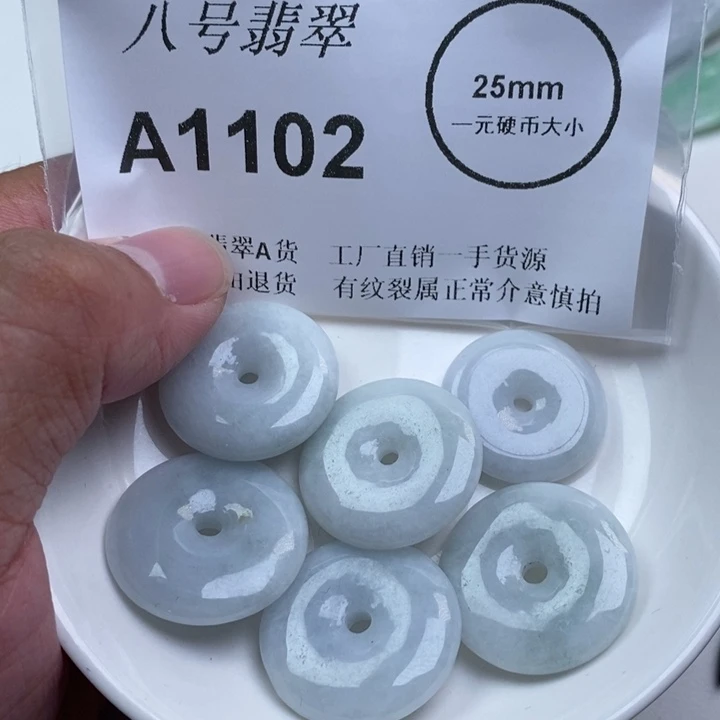 八号翡翠
A1102
25mm
一元硬币大小
翡翠A货 工厂直销一手货源
由退货 有纹裂属正常介意慎拍